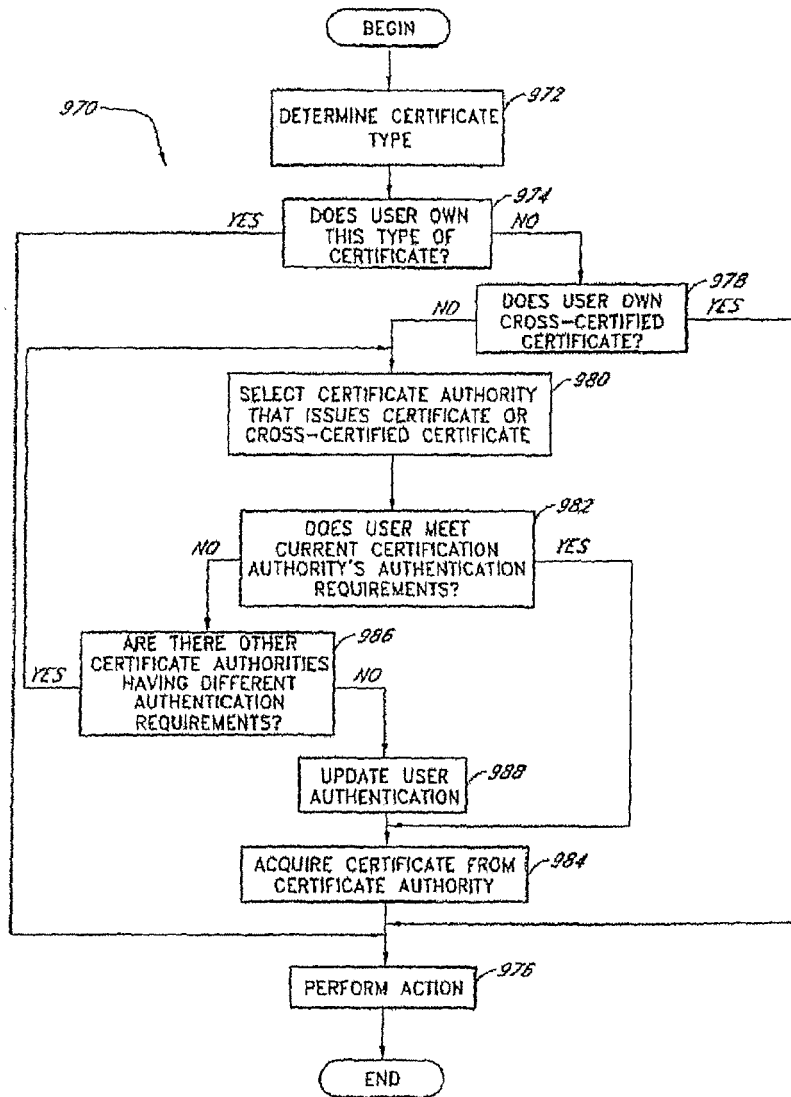 BEGIN
970
972
DETERMINE CERTIFICATE
TYPE
974
YES
DOES USER OWN
THIS TYPE OF
CERTIFICATE?
NO
978
NO
DOES USER OWN
CROSS-CERTIFIED
CERTIFICATE?
YES
980
SELECT CERTIFICATE AUTHORITY
THAT ISSUES CERTIFICATE OR
CROSS-CERTIFIED CERTIFICATE
982
NO
DOES USER MEET
CURRENT CERTIFICATION
AUTHORITY'S AUTHENTICATION
REQUIREMENTS?
YES
986
YES
ARE THERE OTHER
CERTIFICATE AUTHORITIES
HAVING DIFFERENT
AUTHENTICATION
REQUIREMENTS?
NO
988
UPDATE USER
AUTHENTICATION
984
ACQUIRE CERTIFICATE FROM
CERTIFICATE AUTHORITY
976
PERFORM ACTION
END